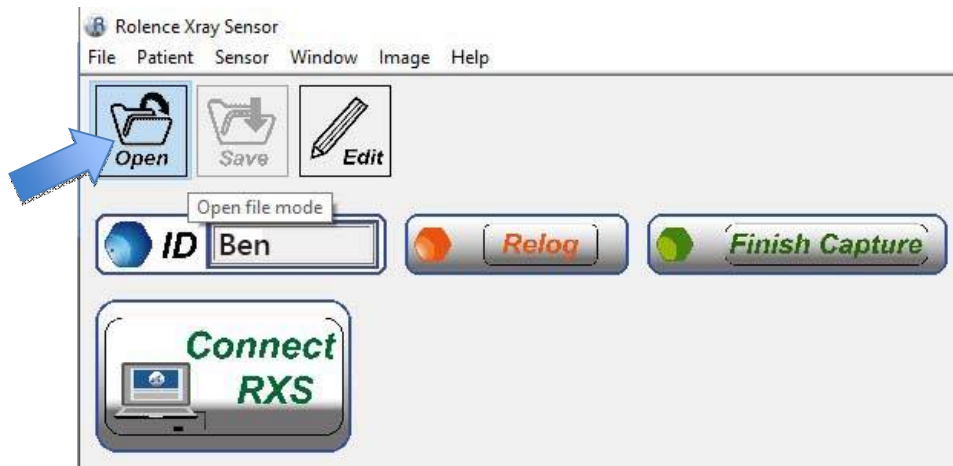 Rolence Xray Sensor
File Patient Sensor Window Image Help
Open Save Edit
Open file mode
ID Ben Relog Finish Capture
Connect
RXS